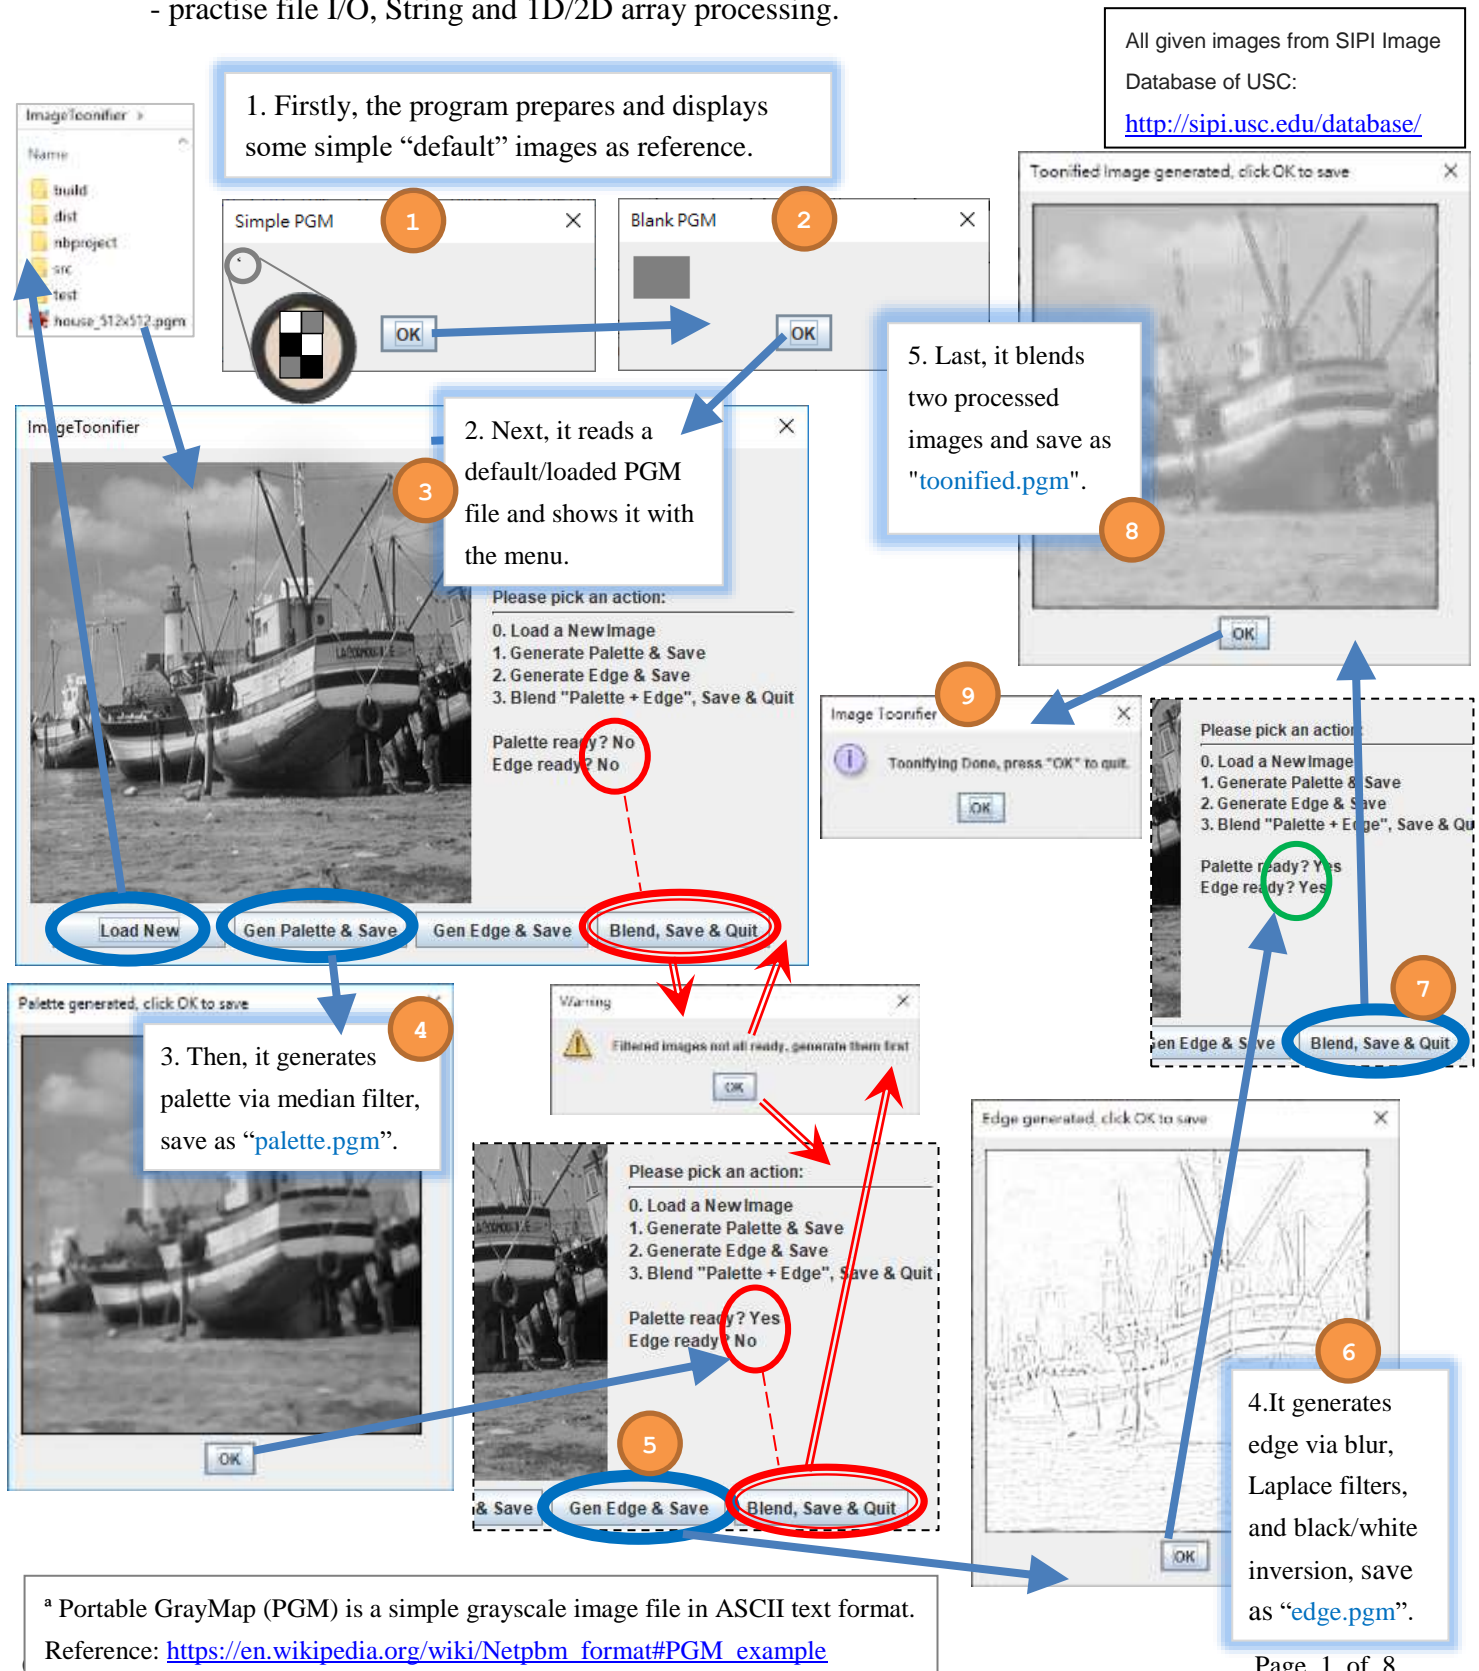 - practise file I/O, String and 1D/2D array processing.
All given images from SIPI Image
Database of USC:
http://sipi.usc.edu/database/
ImageToonifier >
Name
build
dist
nbproject
src
test
house_512x512.pgm
1. Firstly, the program prepares and displays
some simple “default” images as reference.
Simple PGM
1
OK
Blank PGM
2
OK
Toonified Image generated, click OK to save
5. Last, it blends
two processed
images and save as
"toonified.pgm".
8
OK
ImageToonifier
3
2. Next, it reads a
default/loaded PGM
file and shows it with
the menu.
Please pick an action:
0. Load a New Image
1. Generate Palette & Save
2. Generate Edge & Save
3. Blend "Palette + Edge", Save & Quit
Palette ready? No
Edge ready? No
Load New
Gen Palette & Save
Gen Edge & Save
Blend, Save & Quit
9
Image Toonifier
Toonifying Done, press "OK" to quit.
OK
Please pick an action:
0. Load a New Image
1. Generate Palette & Save
2. Generate Edge & Save
3. Blend "Palette + Edge", Save & Qu
Palette ready? Yes
Edge ready? Yes
7
Gen Edge & Save
Blend, Save & Quit
Palette generated, click OK to save
4
3. Then, it generates
palette via median filter,
save as “palette.pgm”.
OK
Warning
Filtered images not all ready, generate them first
OK
Please pick an action:
0. Load a New Image
1. Generate Palette & Save
2. Generate Edge & Save
3. Blend "Palette + Edge", Save & Quit
Palette ready? Yes
Edge ready? No
5
& Save
Gen Edge & Save
Blend, Save & Quit
Edge generated, click OK to save
6
4.It generates
edge via blur,
Laplace filters,
and black/white
inversion, save
as “edge.pgm”.
OK
ª Portable GrayMap (PGM) is a simple grayscale image file in ASCII text format.
Reference: https://en.wikipedia.org/wiki/Netpbm_format#PGM_example
Page 1 of 8